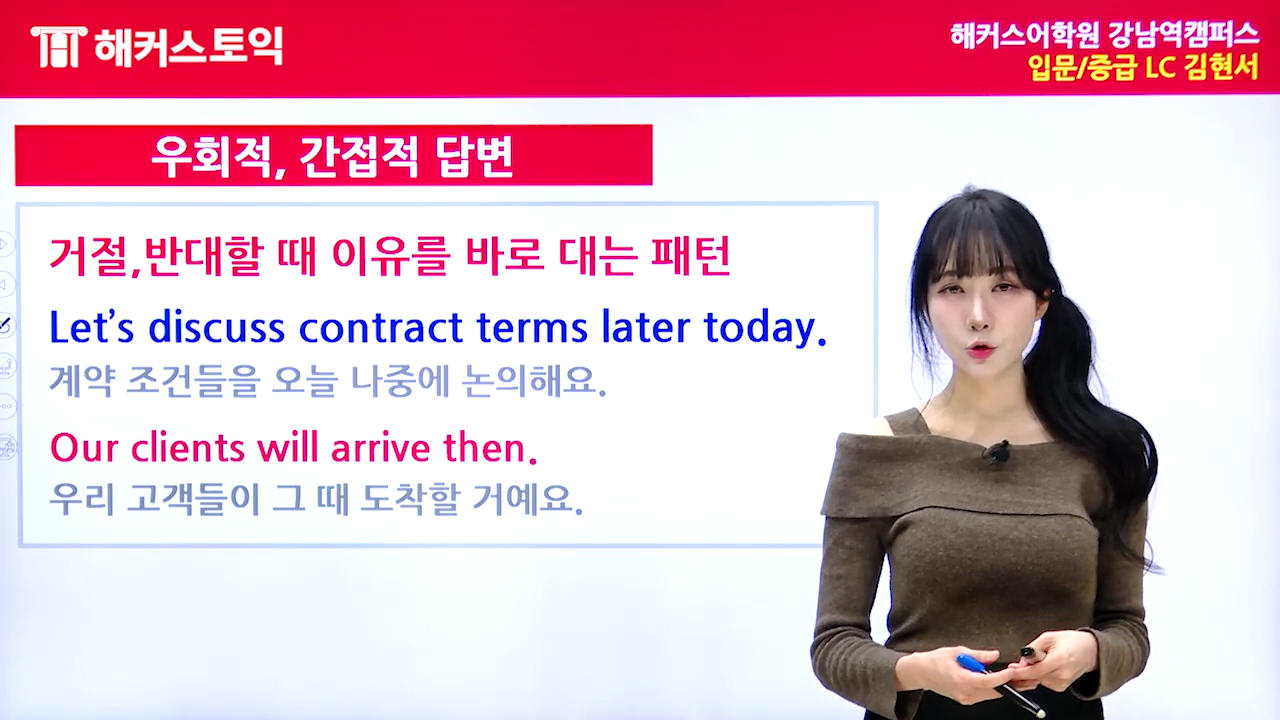 해커스토익
해커스어학원 강남역캠퍼스
입문/중급 LC 김현서
우회적, 간접적 답변
거절,반대할 때 이유를 바로 대는 패턴
Let's discuss contract terms later today.
계약 조건들을 오늘 나중에 논의해요.
Our clients will arrive then.
우리 고객들이 그 때 도착할 거예요.